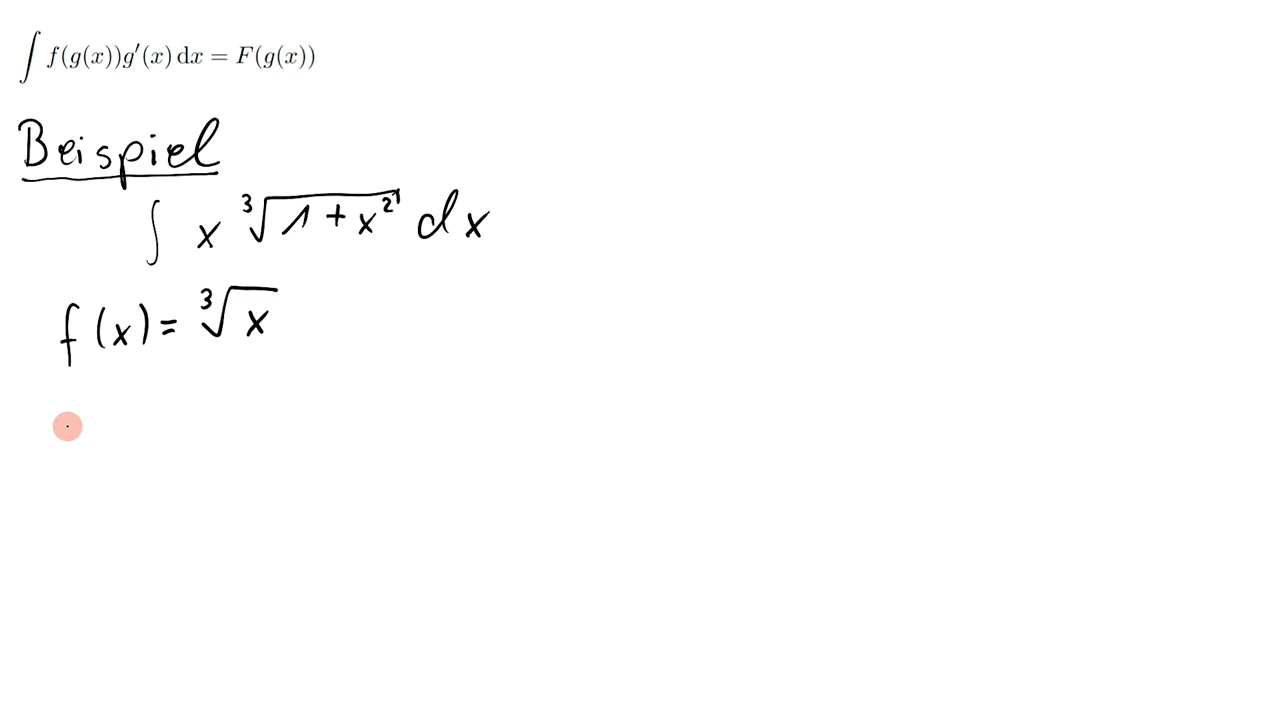 ∫ f(g(x))g′(x) dx = F(g(x))
Beispiel
∫ x ∛(1 + x²) dx
f(x) = ∛x